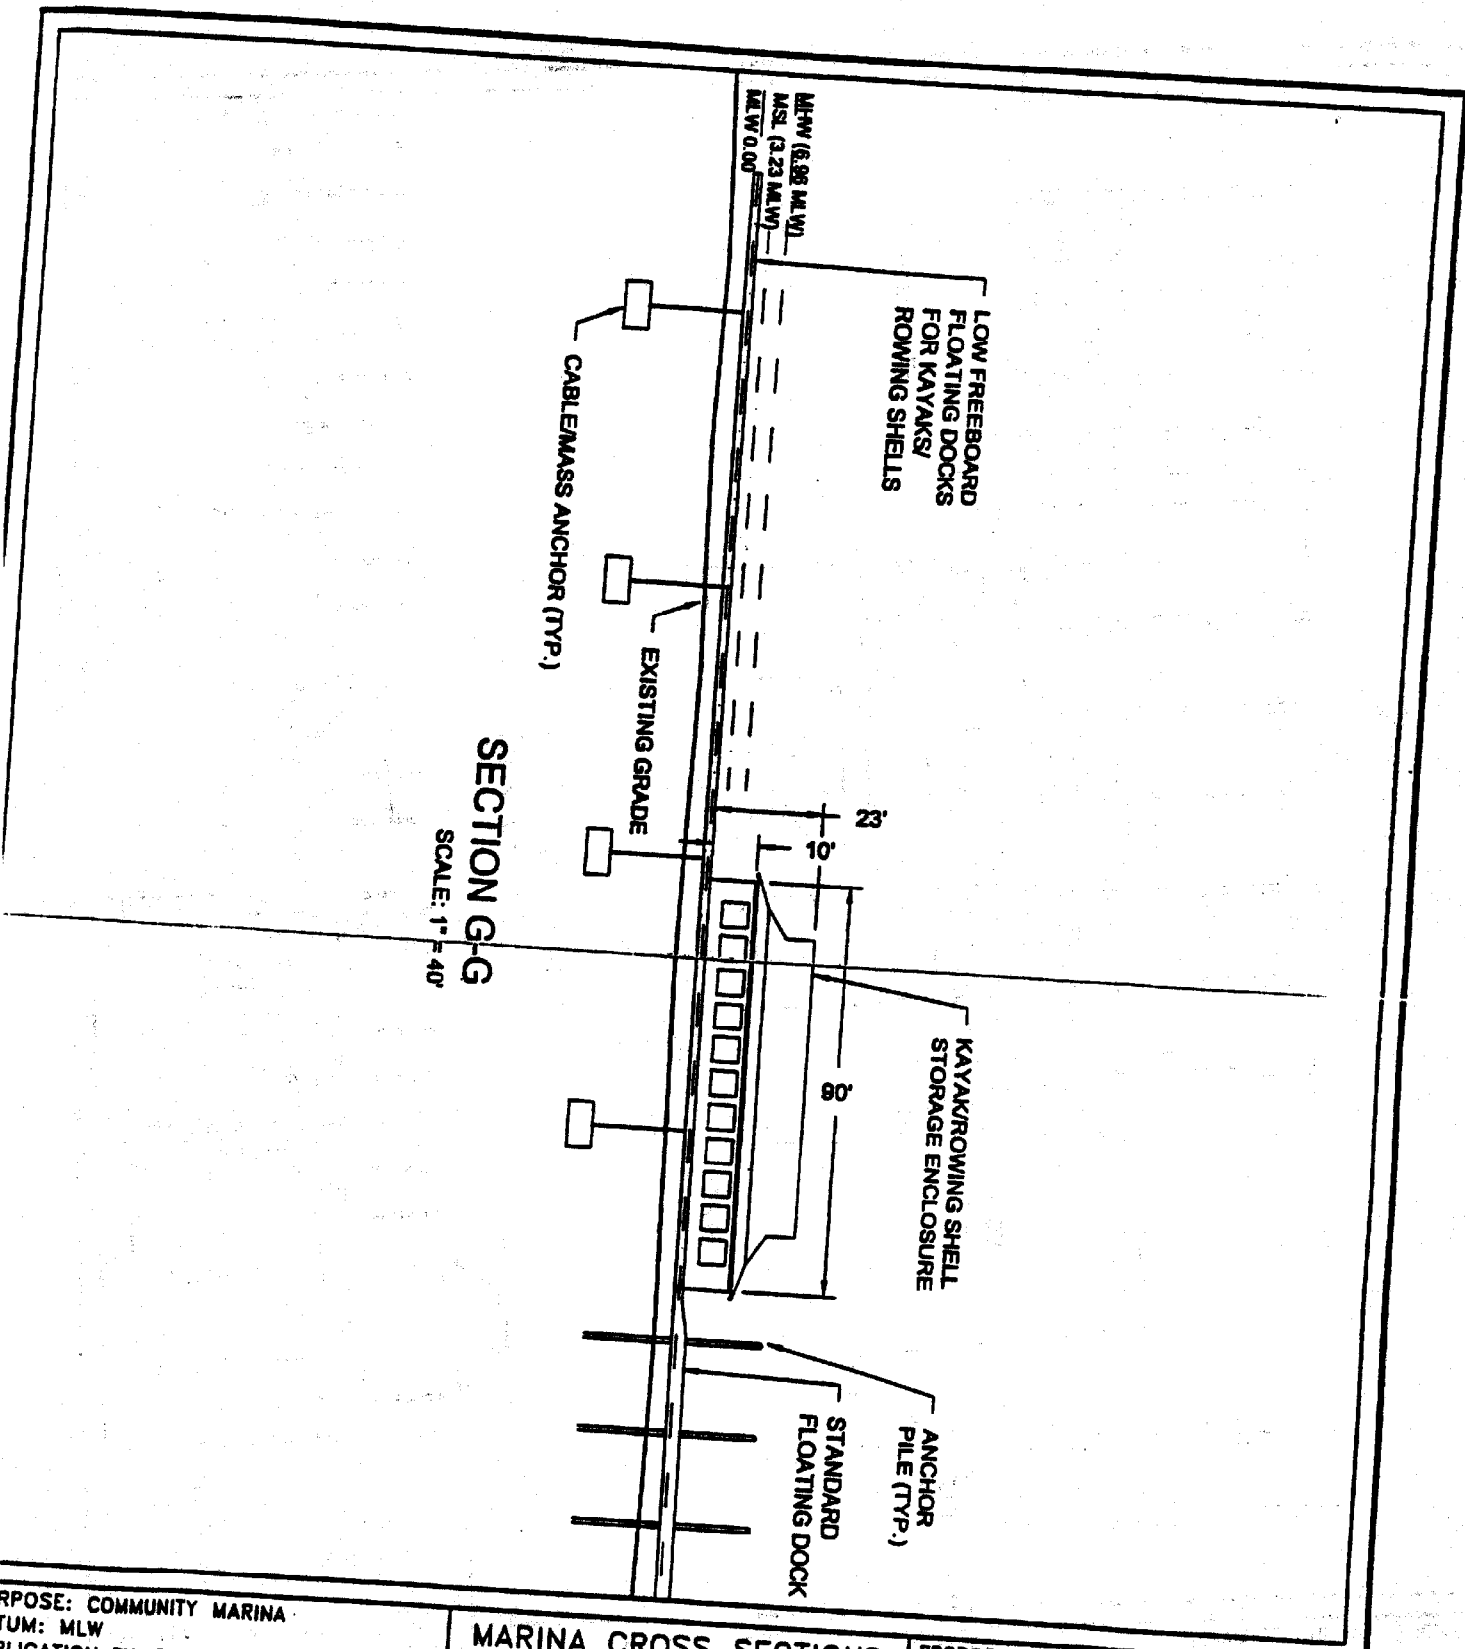 MHW (6.96 MLW)
MSL (3.23 MLW)
MLW 0.00
LOW FREEBOARD
FLOATING DOCKS
FOR KAYAKS/
ROWING SHELLS
CABLE/MASS ANCHOR (TYP.)
EXISTING GRADE
23'
10'
90'
KAYAK/ROWING SHELL
STORAGE ENCLOSURE
ANCHOR
PILE (TYP.)
STANDARD
FLOATING DOCK
SECTION G-G
SCALE: 1" = 40'
RPOSE: COMMUNITY MARINA
TUM: MLW
MARINA CROSS SECTIONS